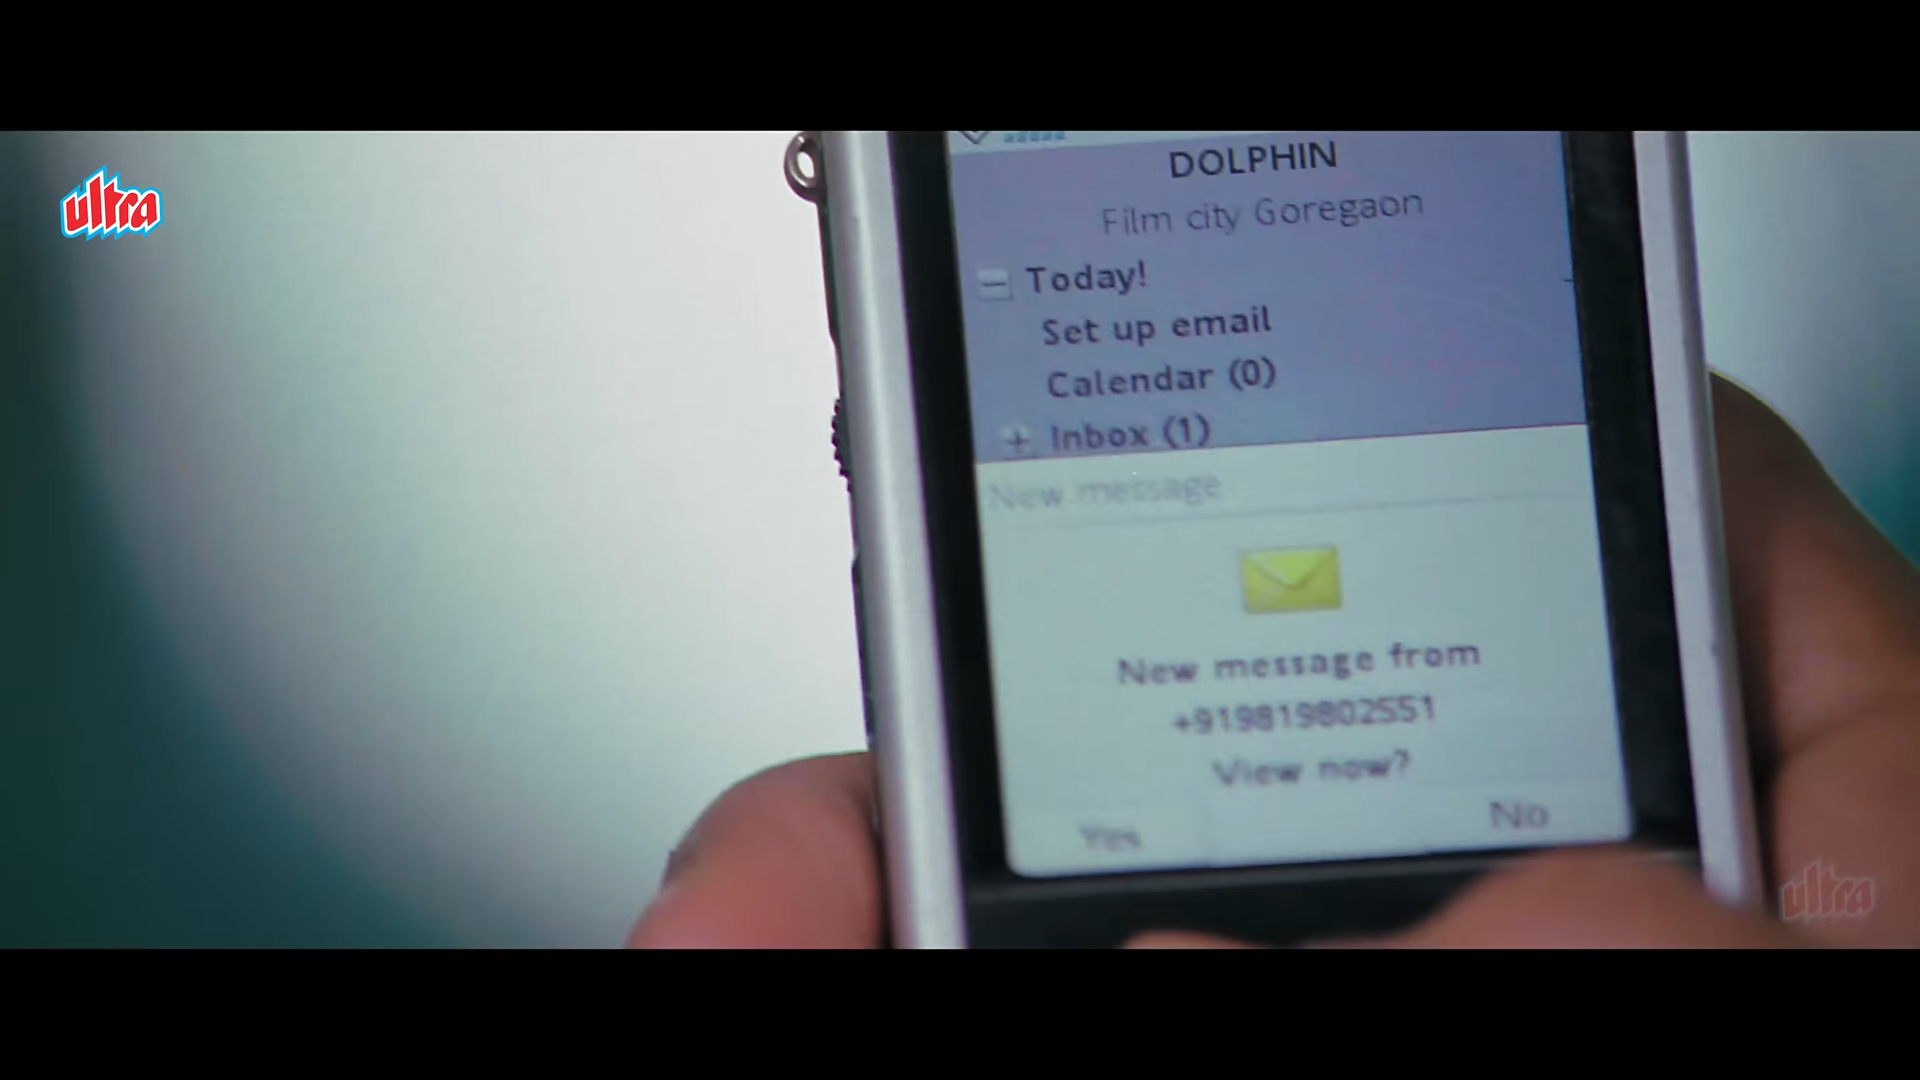 ultra
DOLPHIN
Film city Goregaon
Today!
Set up email
Calendar (0)
Inbox (1)
New message
New message from
+919819802551
View now?
Yes
No
ultra